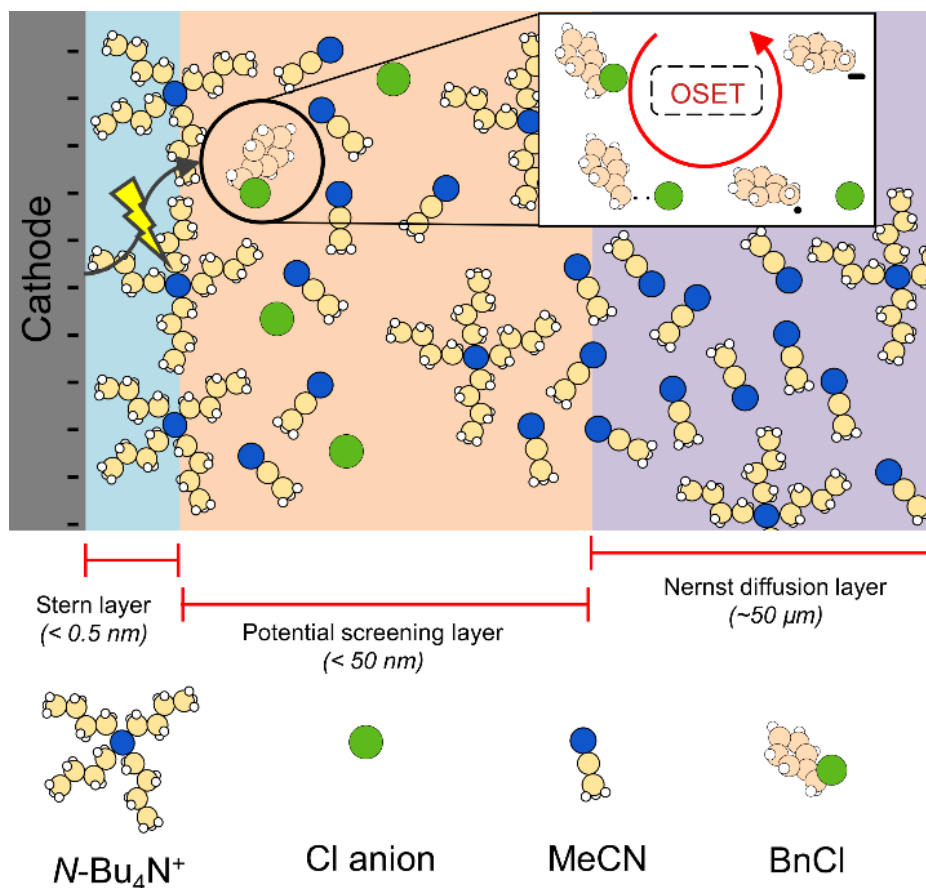 Cathode
OSET
Stern layer
(< 0.5 nm)
Potential screening layer
(< 50 nm)
Nernst diffusion layer
(~50 μm)
N-Bu₄N⁺
Cl anion
MeCN
BnCl